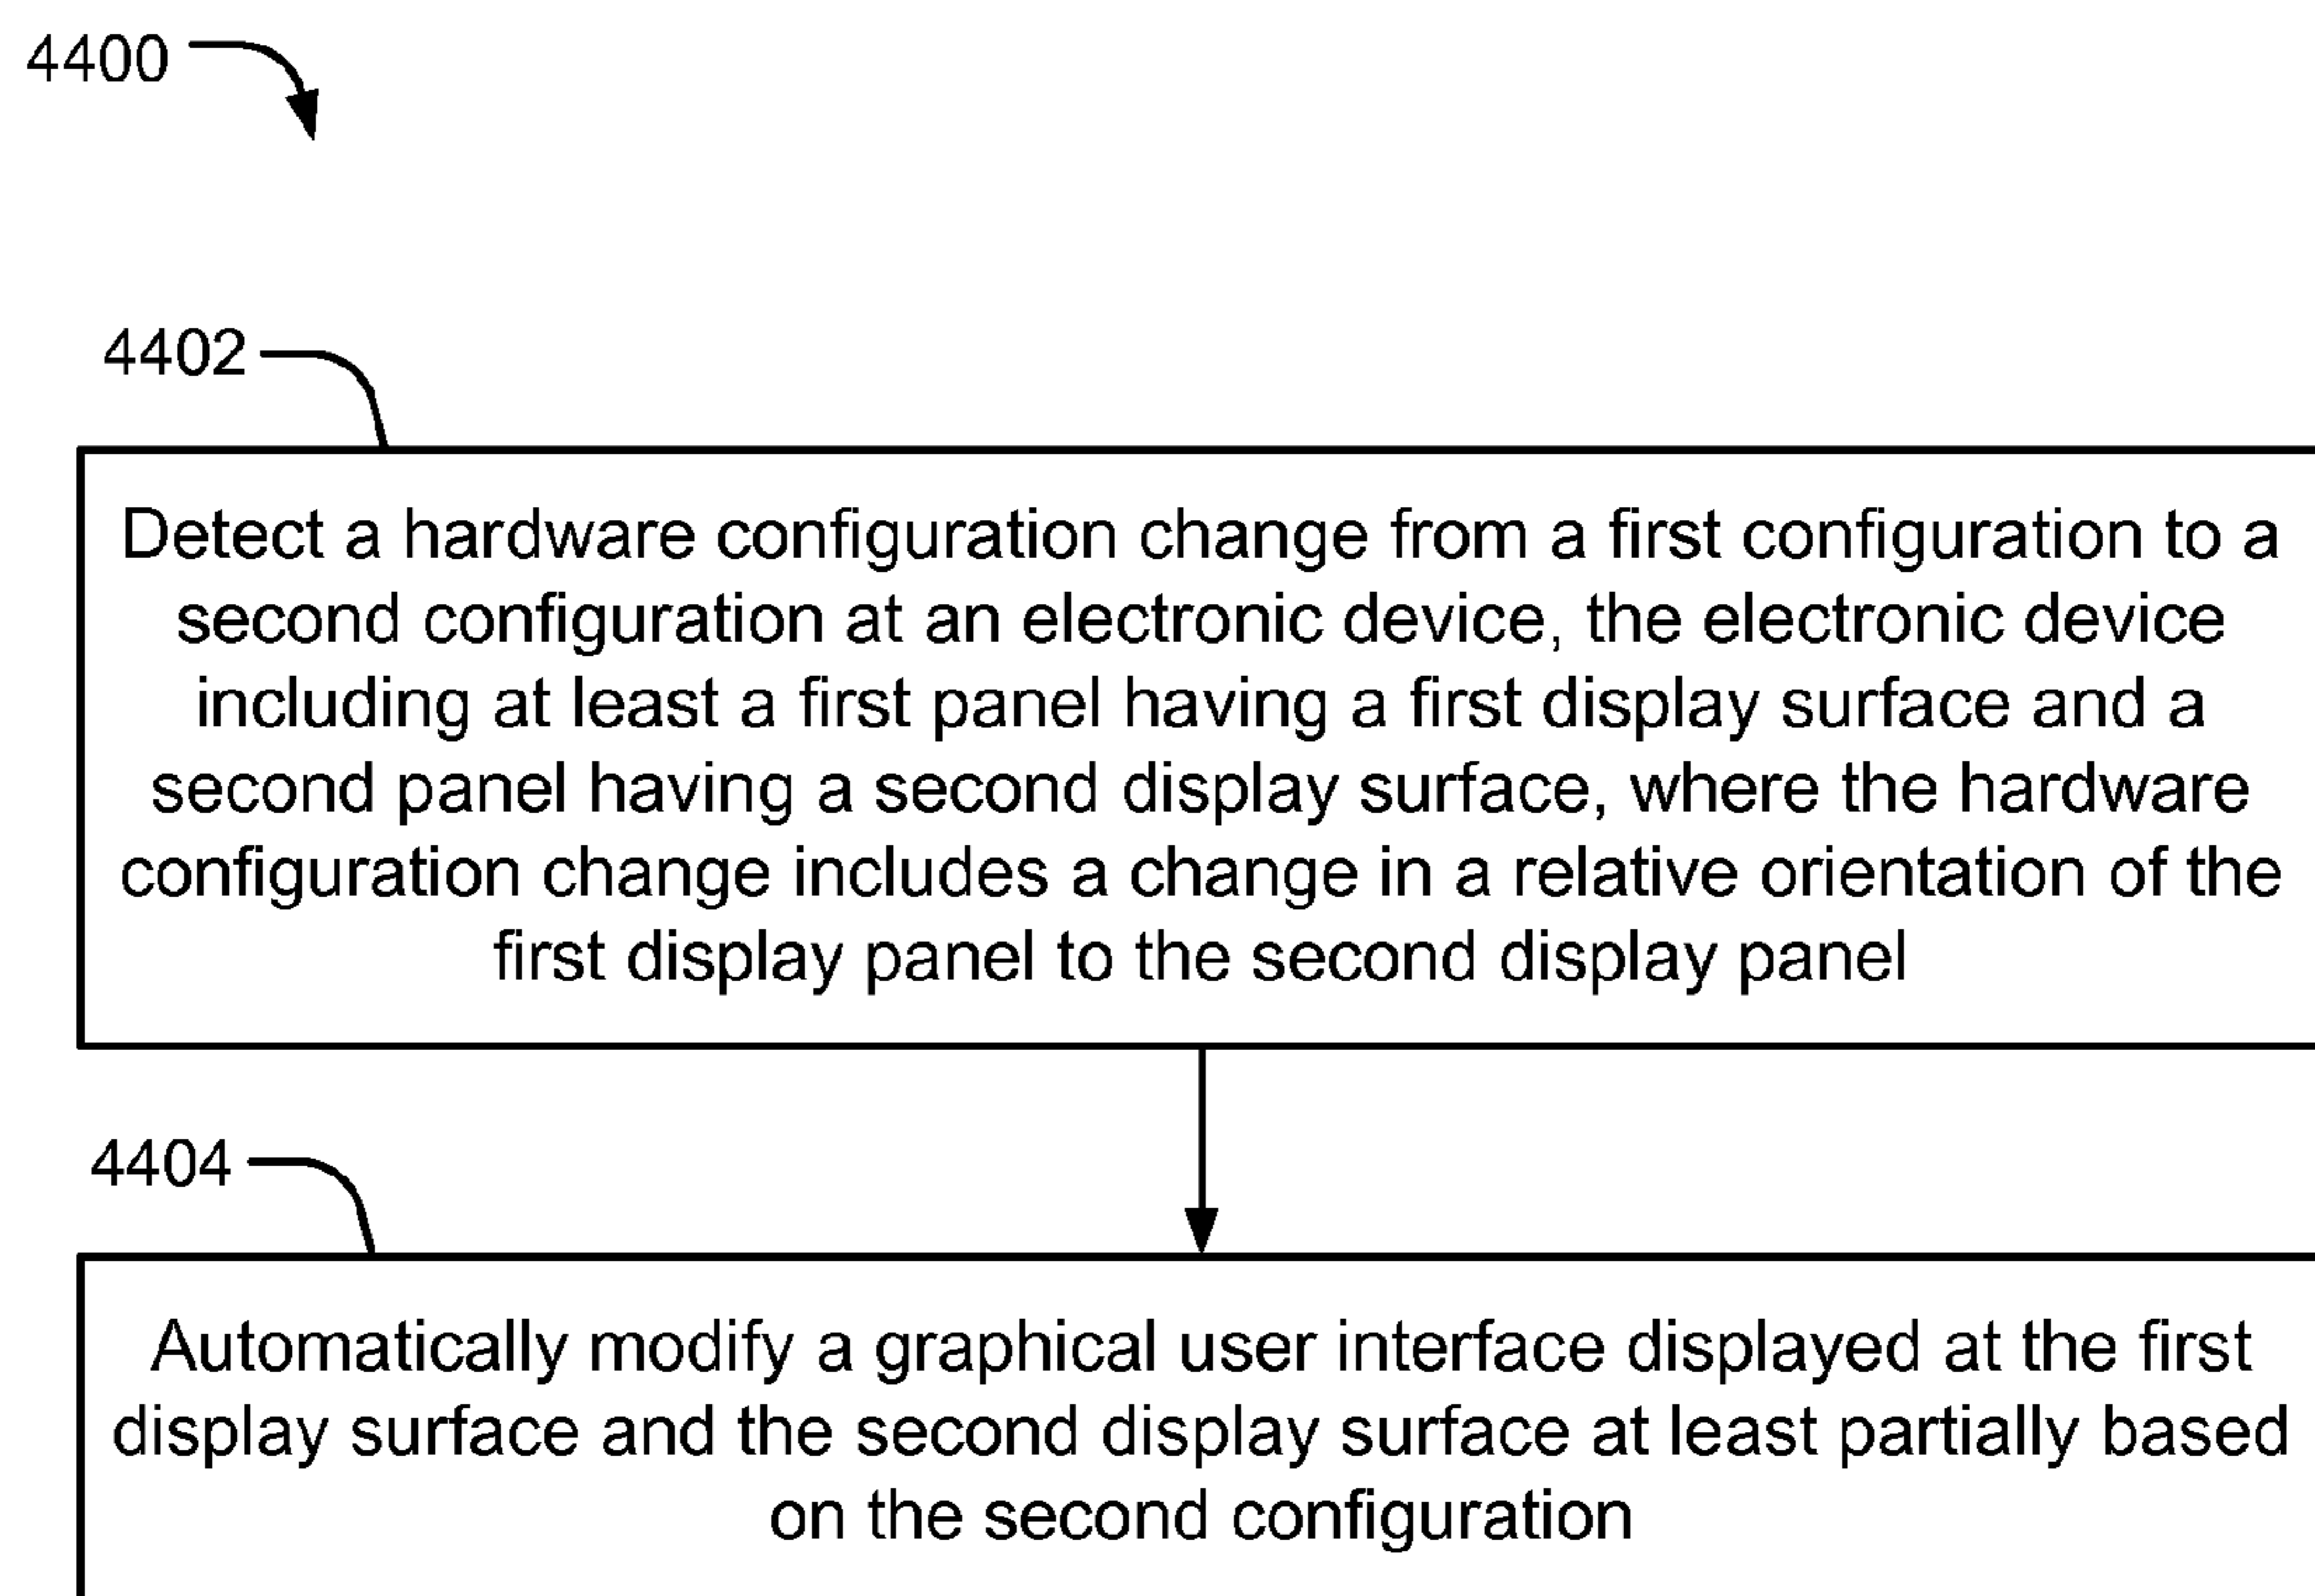 4400
4402
Detect a hardware configuration change from a first configuration to a
second configuration at an electronic device, the electronic device
including at least a first panel having a first display surface and a
second panel having a second display surface, where the hardware
configuration change includes a change in a relative orientation of the
first display panel to the second display panel
4404
Automatically modify a graphical user interface displayed at the first
display surface and the second display surface at least partially based
on the second configuration